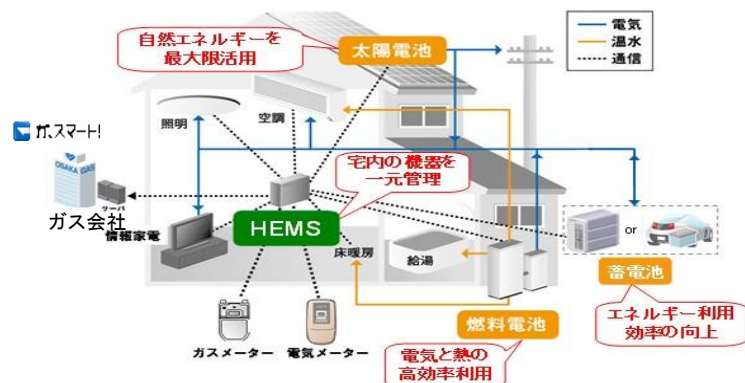 自然エネルギーを
最大限活用
太陽電池
電気
温水
通信
照明
空調
ガスマート!
OSAKA GAS
サーバ
ガス会社
宅内の機器を
一元管理
HEMS
情報家電
床暖房
給湯
or
蓄電池
エネルギー利用
効率の向上
燃料電池
ガスメーター
電気メーター
電気と熱の
高効率利用